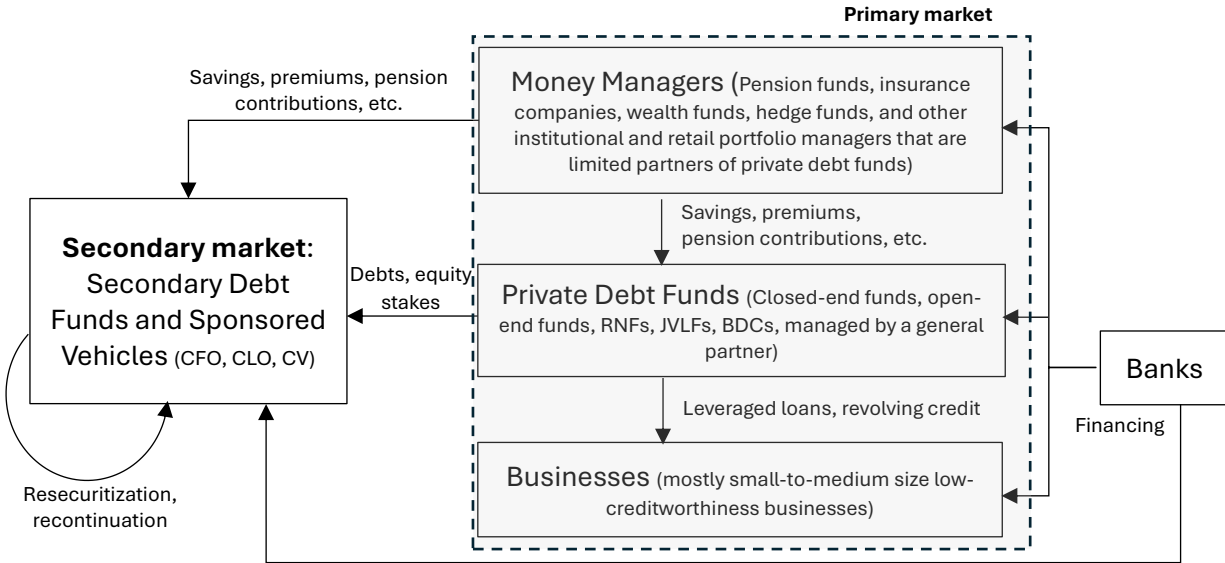 Primary market
Savings, premiums, pension
contributions, etc.
Money Managers (Pension funds, insurance
companies, wealth funds, hedge funds, and other
institutional and retail portfolio managers that are
limited partners of private debt funds)
Savings, premiums,
pension contributions, etc.
Secondary market:
Secondary Debt
Funds and Sponsored
Vehicles (CFO, CLO, CV)
Debts, equity
stakes
Private Debt Funds (Closed-end funds, open-
end funds, RNFs, JVLFs, BDCs, managed by a general
partner)
Banks
Financing
Leveraged loans, revolving credit
Businesses (mostly small-to-medium size low-
creditworthiness businesses)
Resecuritization,
recontinuation